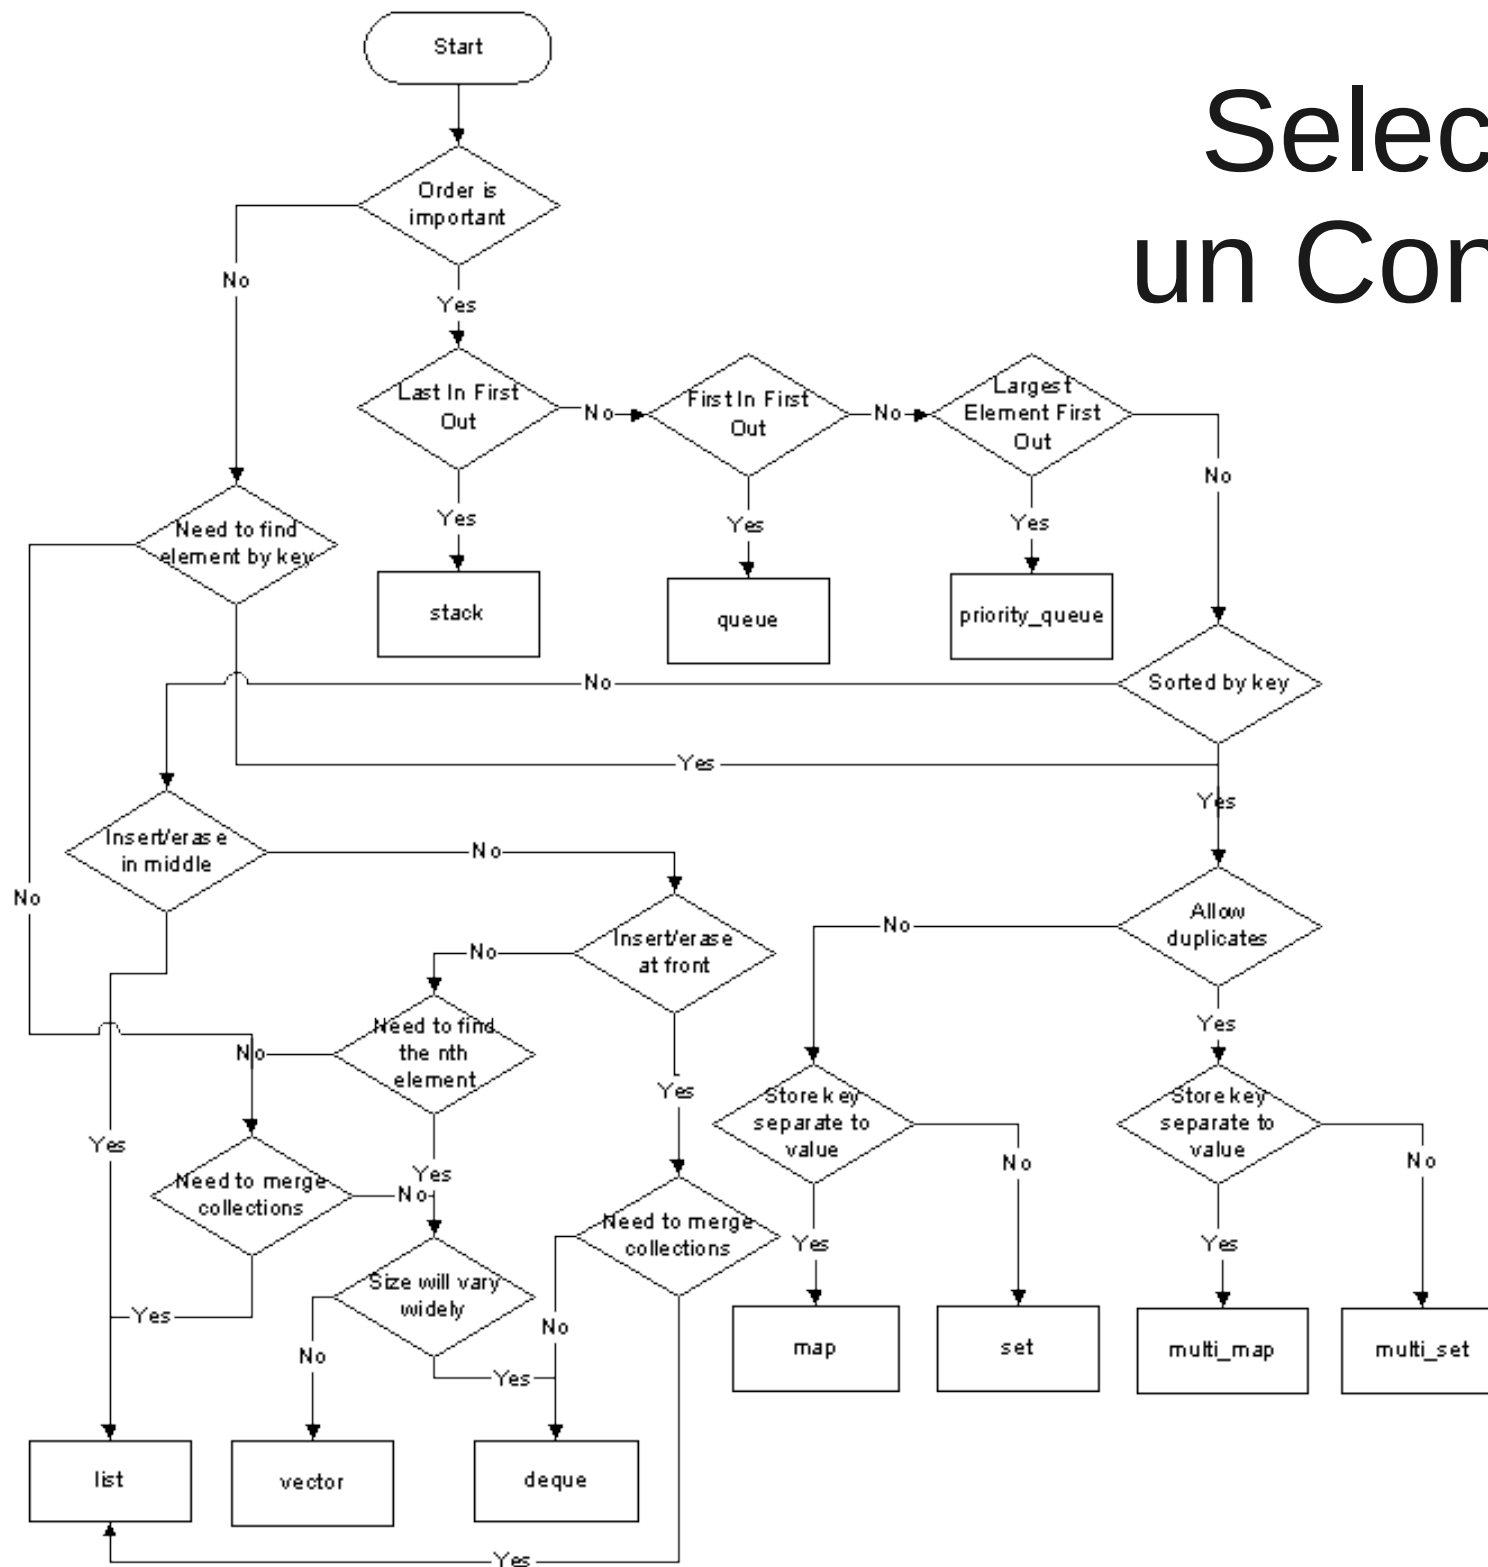 Start
Selec
un Con
Order is
important
No
Yes
Last In First
Out
No
First In First
Out
No
Largest
Element First
Out
No
Need to find
element by key
Yes
Yes
Yes
stack
queue
priority_queue
No
Sorted by key
Yes
Yes
Insert/erase
in middle
No
No
Allow
duplicates
No
Insert/erase
at front
No
Need to find
the nth
element
No
Yes
Yes
Store key
separate to
value
Store key
separate to
value
Yes
Yes
No
No
Need to merge
collections
No
Need to merge
collections
Yes
Yes
Size will vary
widely
Yes
No
No
map
set
multi_map
multi_set
Yes
list
vector
deque
Yes